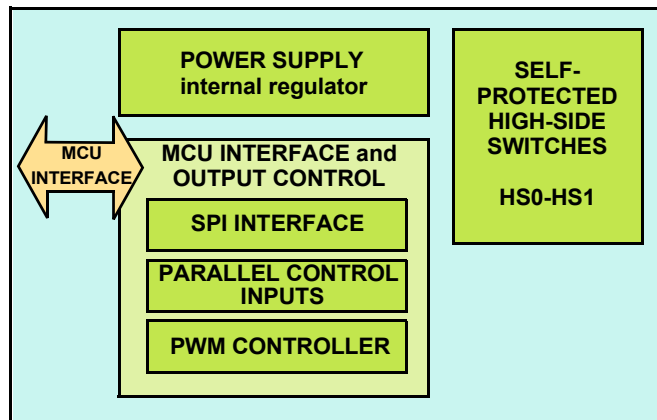 POWER SUPPLY
internal regulator
SELF-
PROTECTED
HIGH-SIDE
SWITCHES
HS0-HS1
MCU
INTERFACE
MCU INTERFACE and
OUTPUT CONTROL
SPI INTERFACE
PARALLEL CONTROL
INPUTS
PWM CONTROLLER